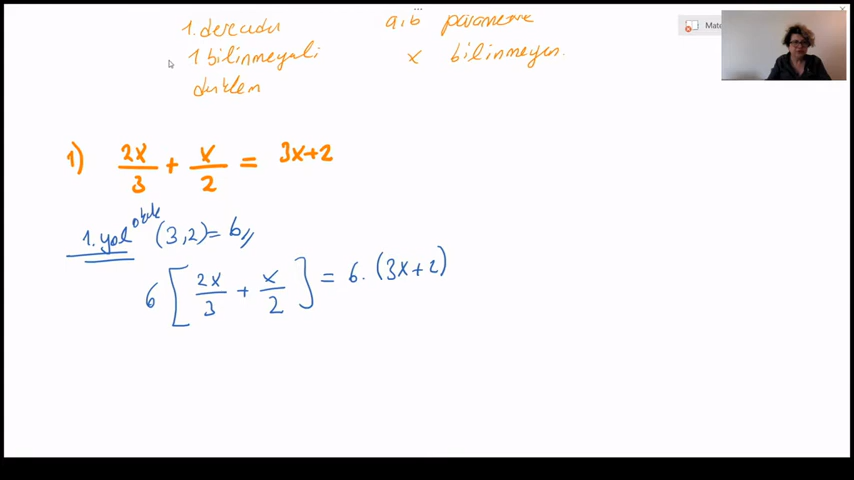 1. dereceden
a,b parametre
1 bilinmeyenli
x bilinmeyen.
denklem
1) 2x/3 + x/2 = 3x+2
1. yol obek (3,2) = 6//
6 [ 2x/3 + x/2 ] = 6. (3x+2)
Mate